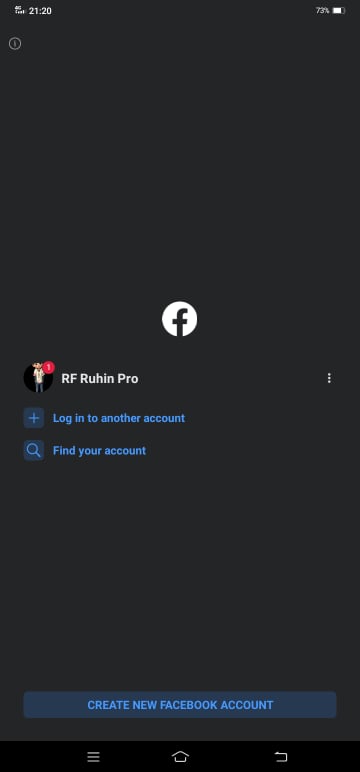 4G 21:20 73%
1
RF Ruhin Pro
Log in to another account
Find your account
CREATE NEW FACEBOOK ACCOUNT